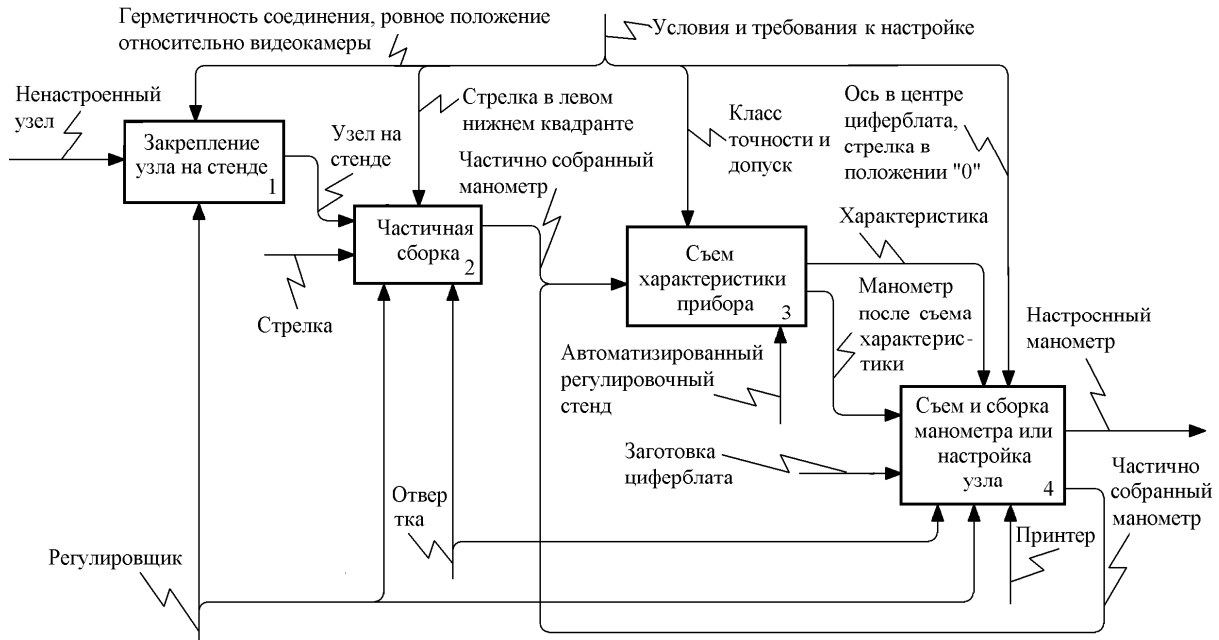 Герметичность соединения, ровное положение
относительно видеокамеры
Условия и требования к настройке
Ненастроенный
узел
Закрепление
узла на стенде
1
Узел на
стенде
Стрелка в левом
нижнем квадранте
Частично собранный
манометр
Класс
точности и
допуск
Ось в центре
циферблата,
стрелка в
положении "0"
Частичная
сборка
2
Стрелка
Съем
характеристики
прибора
3
Характеристика
Манометр
после съема
характерис-
тики
Настроснный
манометр
Автоматизированный
регулировочный
стенд
Заготовка
циферблата
Съем и сборка
манометра или
настройка
узла
4
Частично
собранный
манометр
Отвер
тка
Принтер
Регулировщик